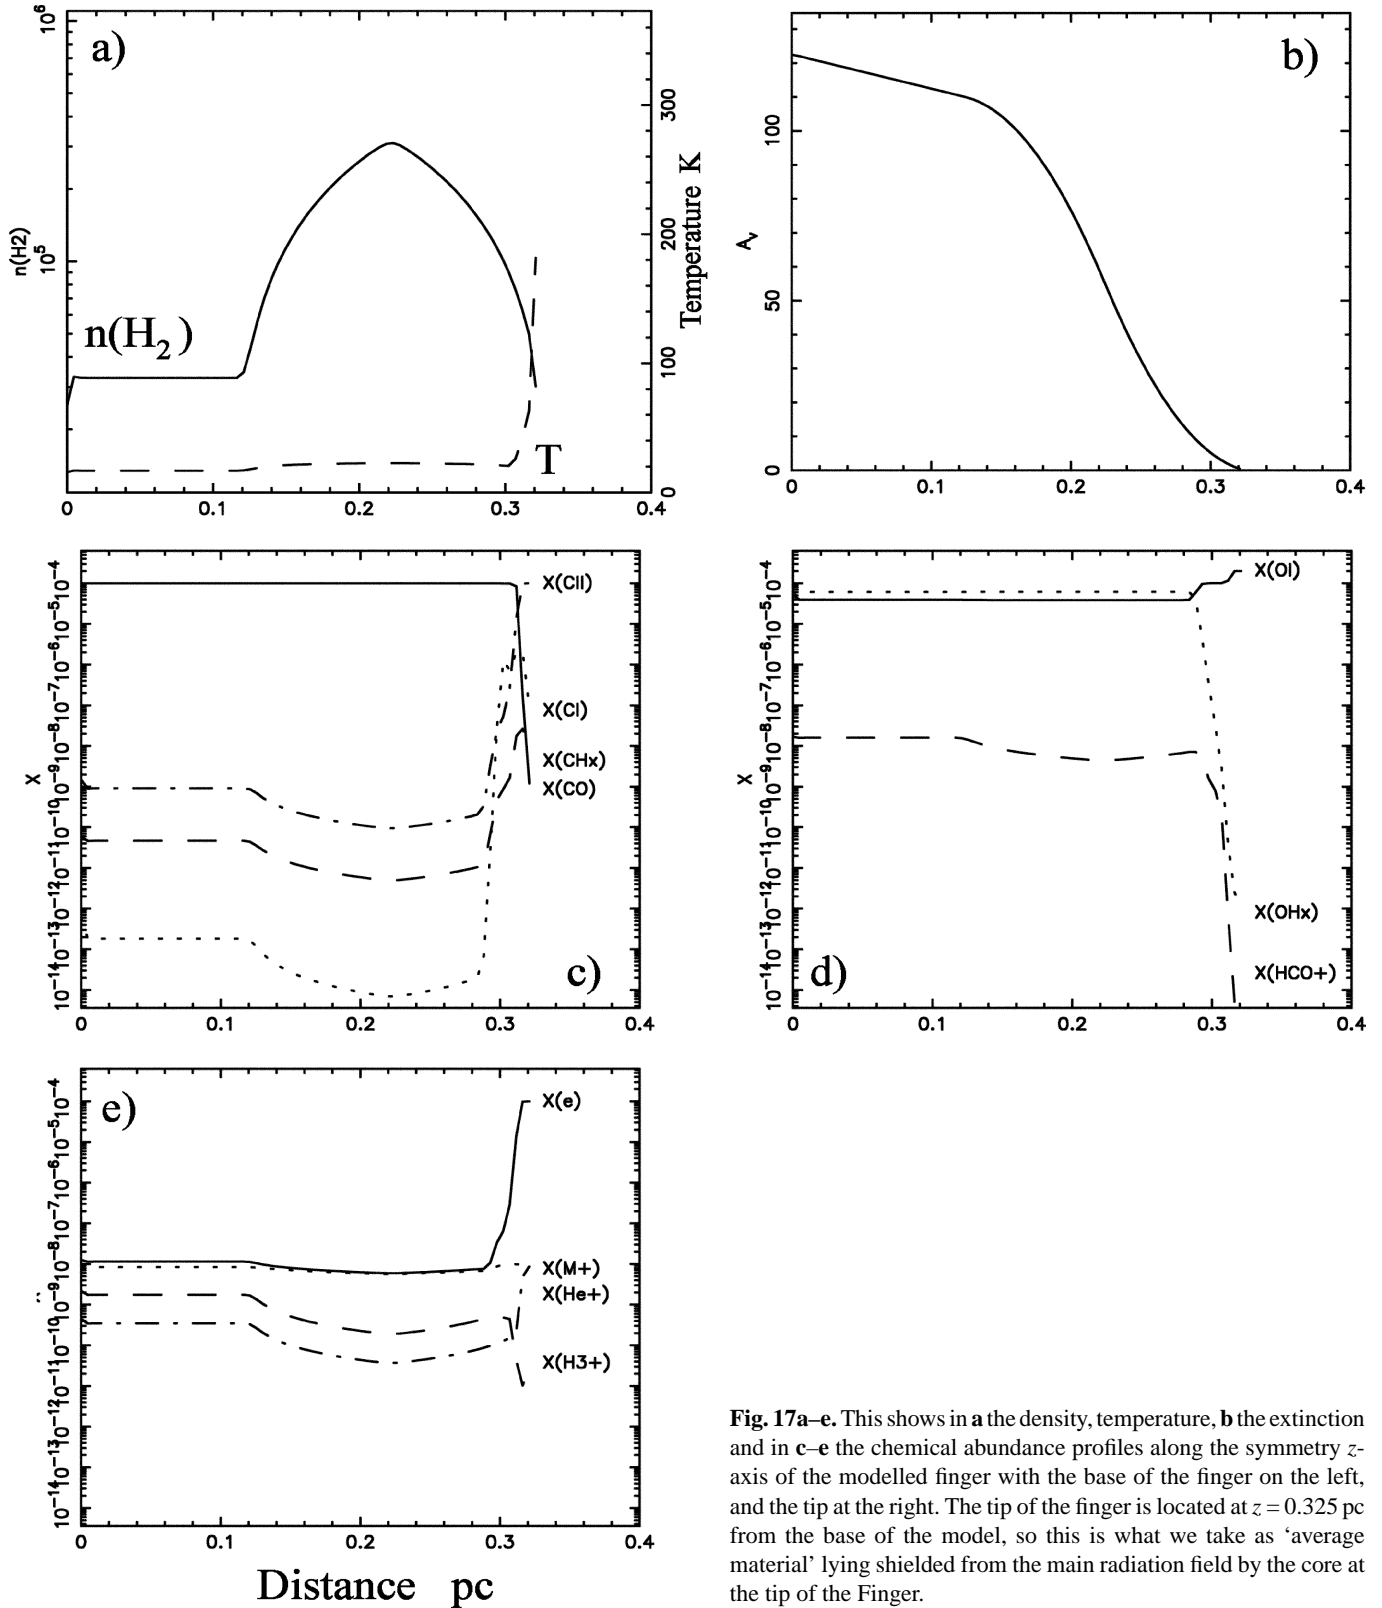 a)
10^6
10^5
n(H2)
n(H₂)
T
300
200
100
0
Temperature K
0 0.1 0.2 0.3 0.4
b)
100
50
0
A_v
0 0.1 0.2 0.3 0.4
X
10^-14 10^-13 10^-12 10^-11 10^-10 10^-9 10^-8 10^-7 10^-6 10^-5 10^-4
X(CII)
X(CI)
X(CHx)
X(CO)
c)
0 0.1 0.2 0.3 0.4
X
10^-14 10^-13 10^-12 10^-11 10^-10 10^-9 10^-8 10^-7 10^-6 10^-5 10^-4
X(OI)
X(OHx)
X(HCO+)
d)
0 0.1 0.2 0.3 0.4
e)
10^-14 10^-13 10^-12 10^-11 10^-10 10^-9 10^-8 10^-7 10^-6 10^-5 10^-4
X(e)
X(M+)
X(He+)
X(H3+)
0 0.1 0.2 0.3 0.4
Distance pc
Fig. 17a–e. This shows in a the density, temperature, b the extinction
and in c–e the chemical abundance profiles along the symmetry z-
axis of the modelled finger with the base of the finger on the left,
and the tip at the right. The tip of the finger is located at z = 0.325 pc
from the base of the model, so this is what we take as ‘average
material’ lying shielded from the main radiation field by the core at
the tip of the Finger.